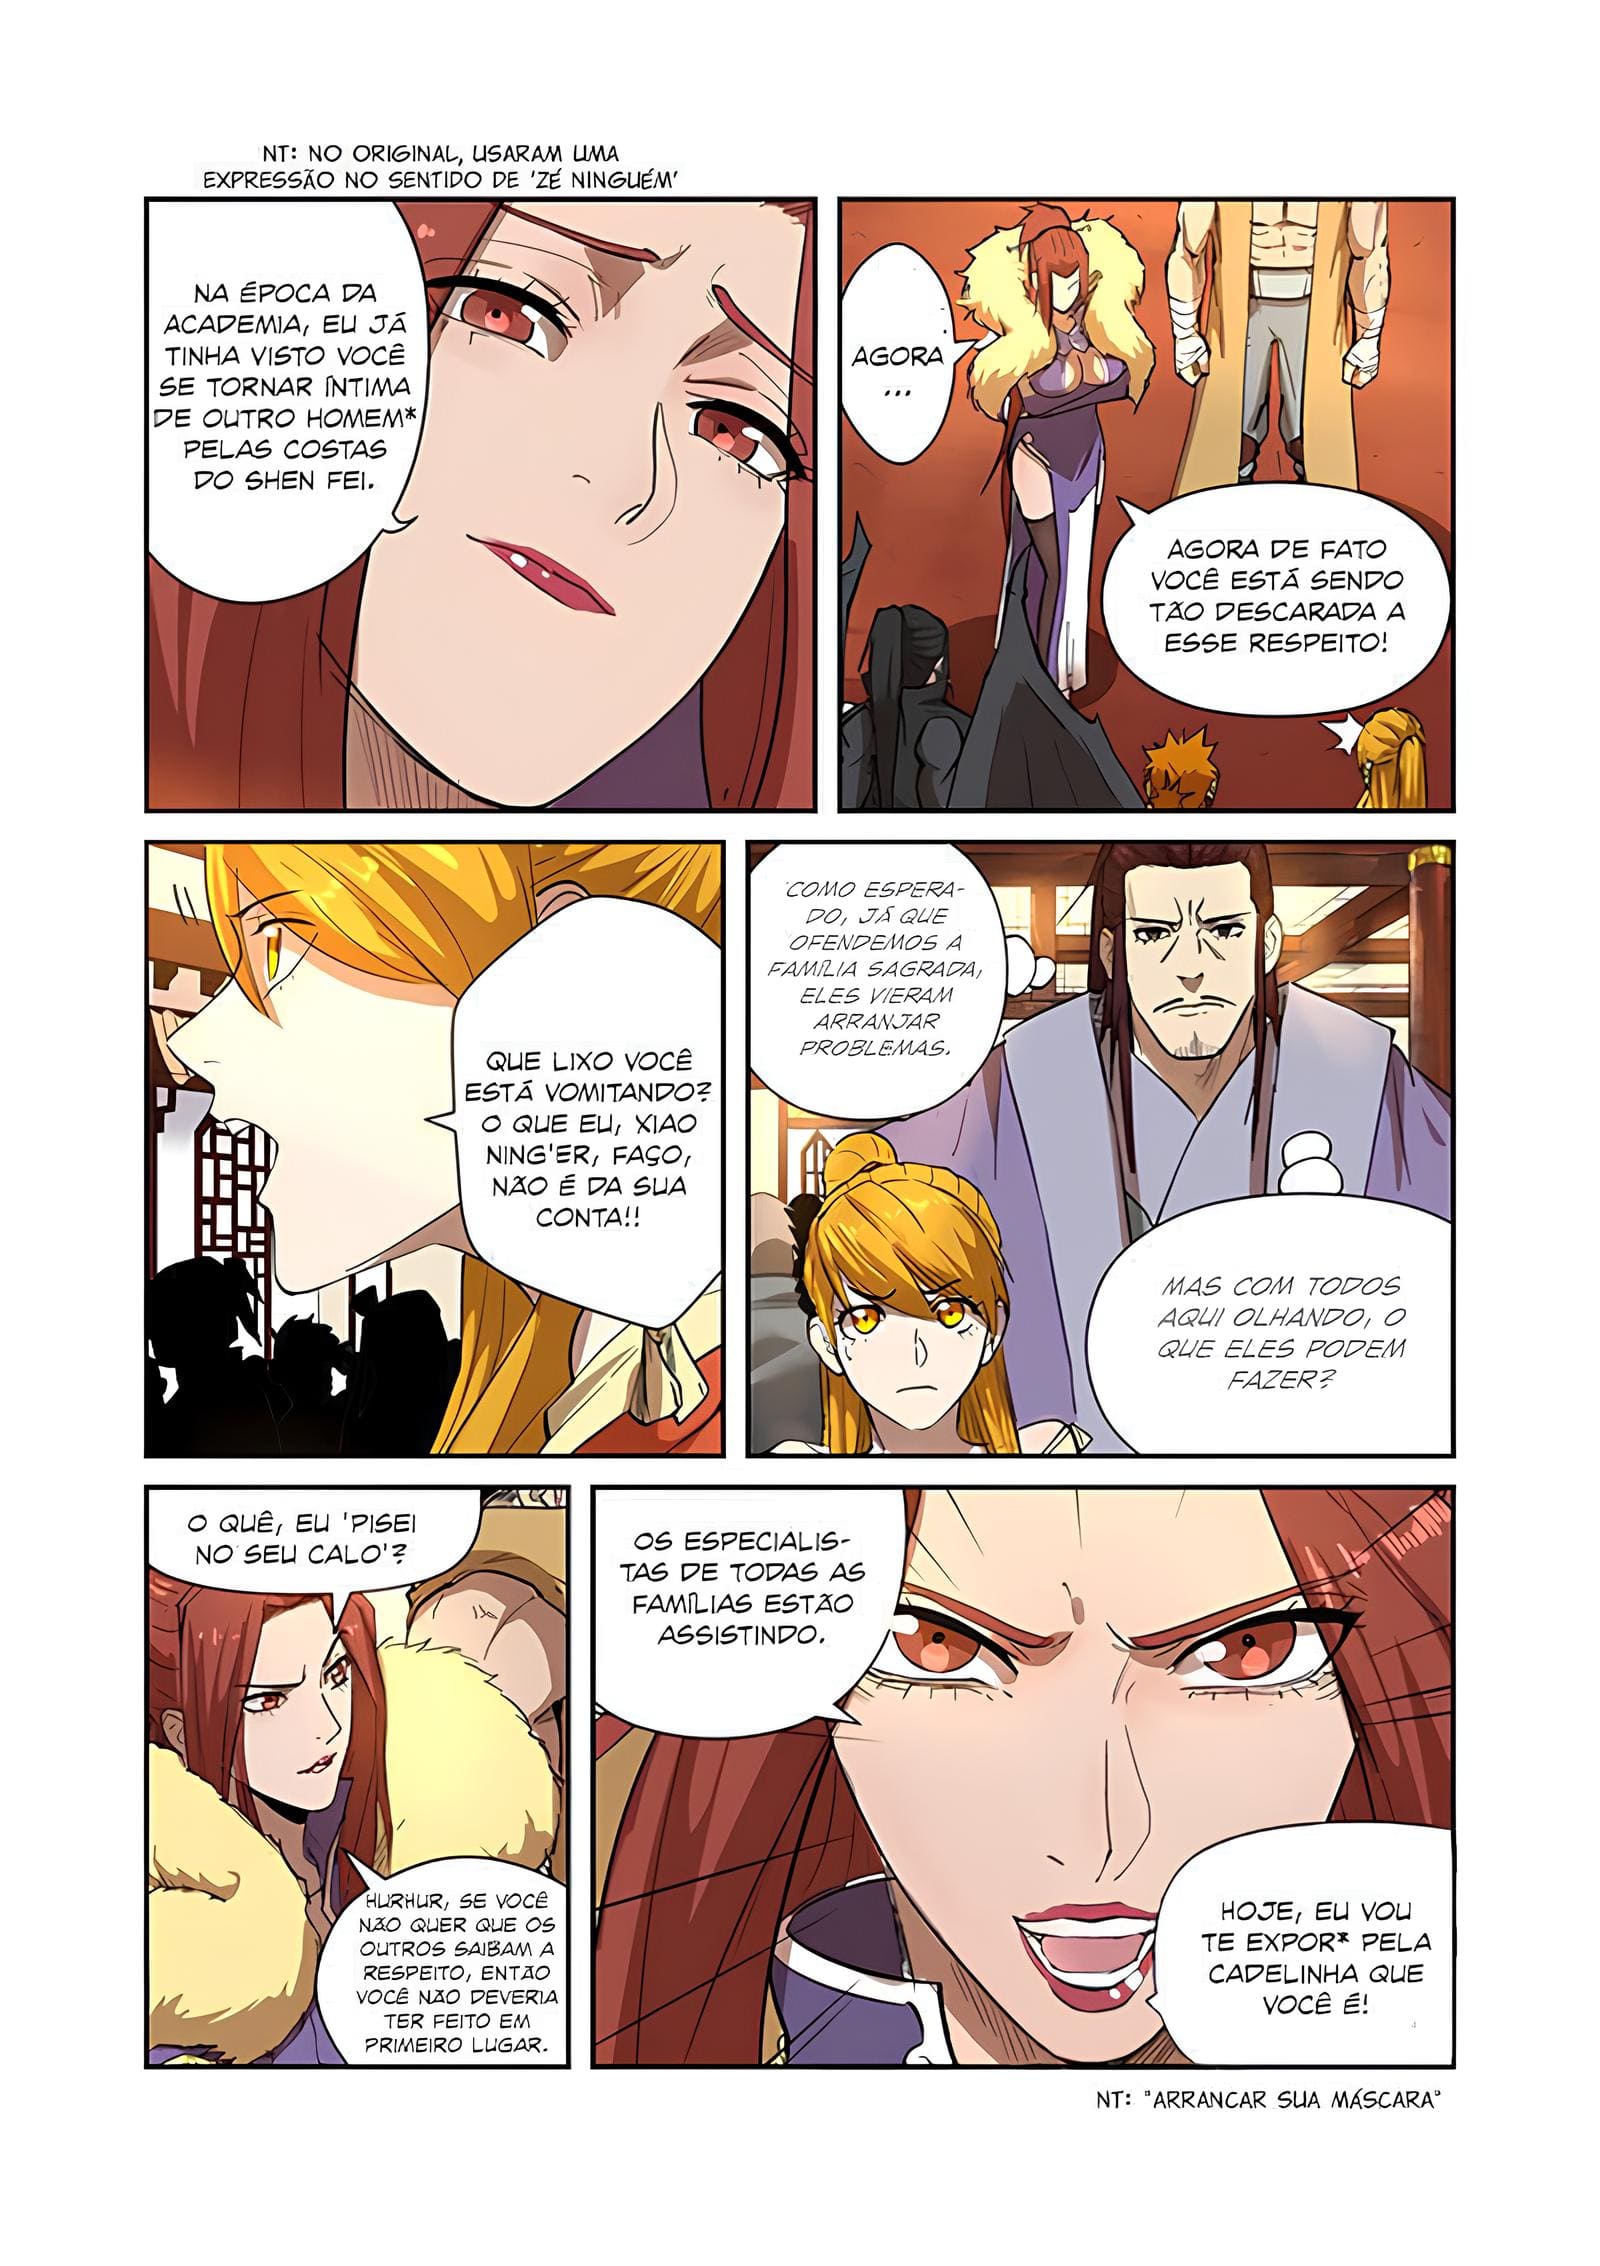 NT: NO ORIGINAL, USARAM UMA
EXPRESSÃO NO SENTIDO DE 'ZÉ NINGUÉM'
NA ÉPOCA DA
ACADEMIA, EU JÁ
TINHA VISTO VOCÊ
SE TORNAR ÍNTIMA
DE OUTRO HOMEM*
PELAS COSTAS
DO SHEN FEI.
AGORA
...
AGORA DE FATO
VOCÊ ESTÁ SENDO
TÃO DESCARADA A
ESSE RESPEITO!
QUE LIXO VOCÊ
ESTÁ VOMITANDO?
O QUE EU, XIAO
NING'ER, FAÇO,
NÃO É DA SUA
CONTA!!
COMO ESPERA-
DO, JÁ QUE
OFENDEMOS A
FAMÍLIA SAGRADA,
ELES VIERAM
ARRANJAR
PROBLEMAS.
MAS COM TODOS
AQUI OLHANDO, O
QUE ELES PODEM
FAZER?
O QUÊ, EU 'PISEI
NO SEU CALO'?
HURHUR, SE VOCÊ
NÃO QUER QUE OS
OUTROS SAIBAM A
RESPEITO, ENTÃO
VOCÊ NÃO DEVERIA
TER FEITO EM
PRIMEIRO LUGAR.
OS ESPECIALIS-
TAS DE TODAS AS
FAMÍLIAS ESTÃO
ASSISTINDO.
HOJE, EU VOU
TE EXPOR* PELA
CADELINHA QUE
VOCÊ É!
NT: "ARRANCAR SUA MÁSCARA"